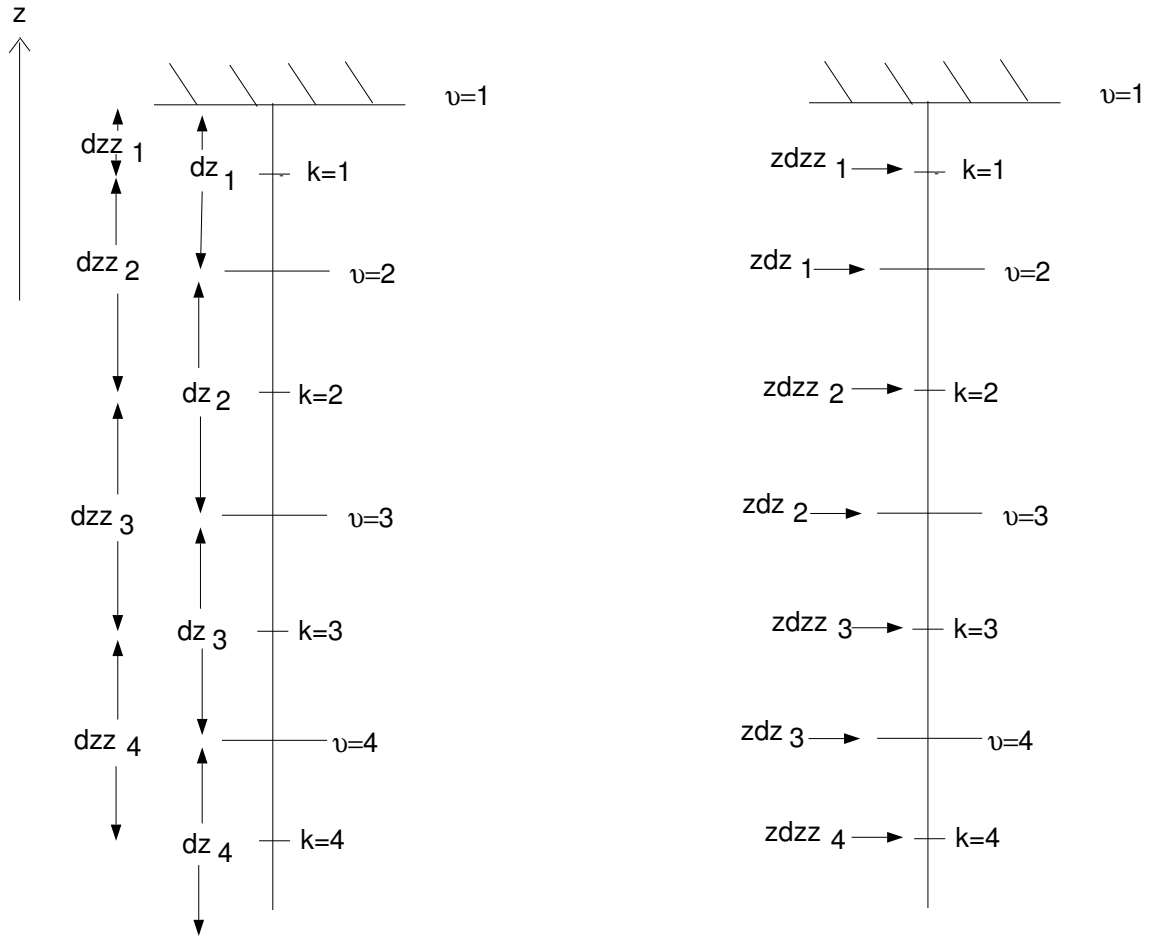 z
υ=1
dzz 1
dz 1
k=1
dzz 2
υ=2
dz 2
k=2
dzz 3
υ=3
dz 3
k=3
dzz 4
υ=4
dz 4
k=4
υ=1
zdzz 1
k=1
zdz 1
υ=2
zdzz 2
k=2
zdz 2
υ=3
zdzz 3
k=3
zdz 3
υ=4
zdzz 4
k=4